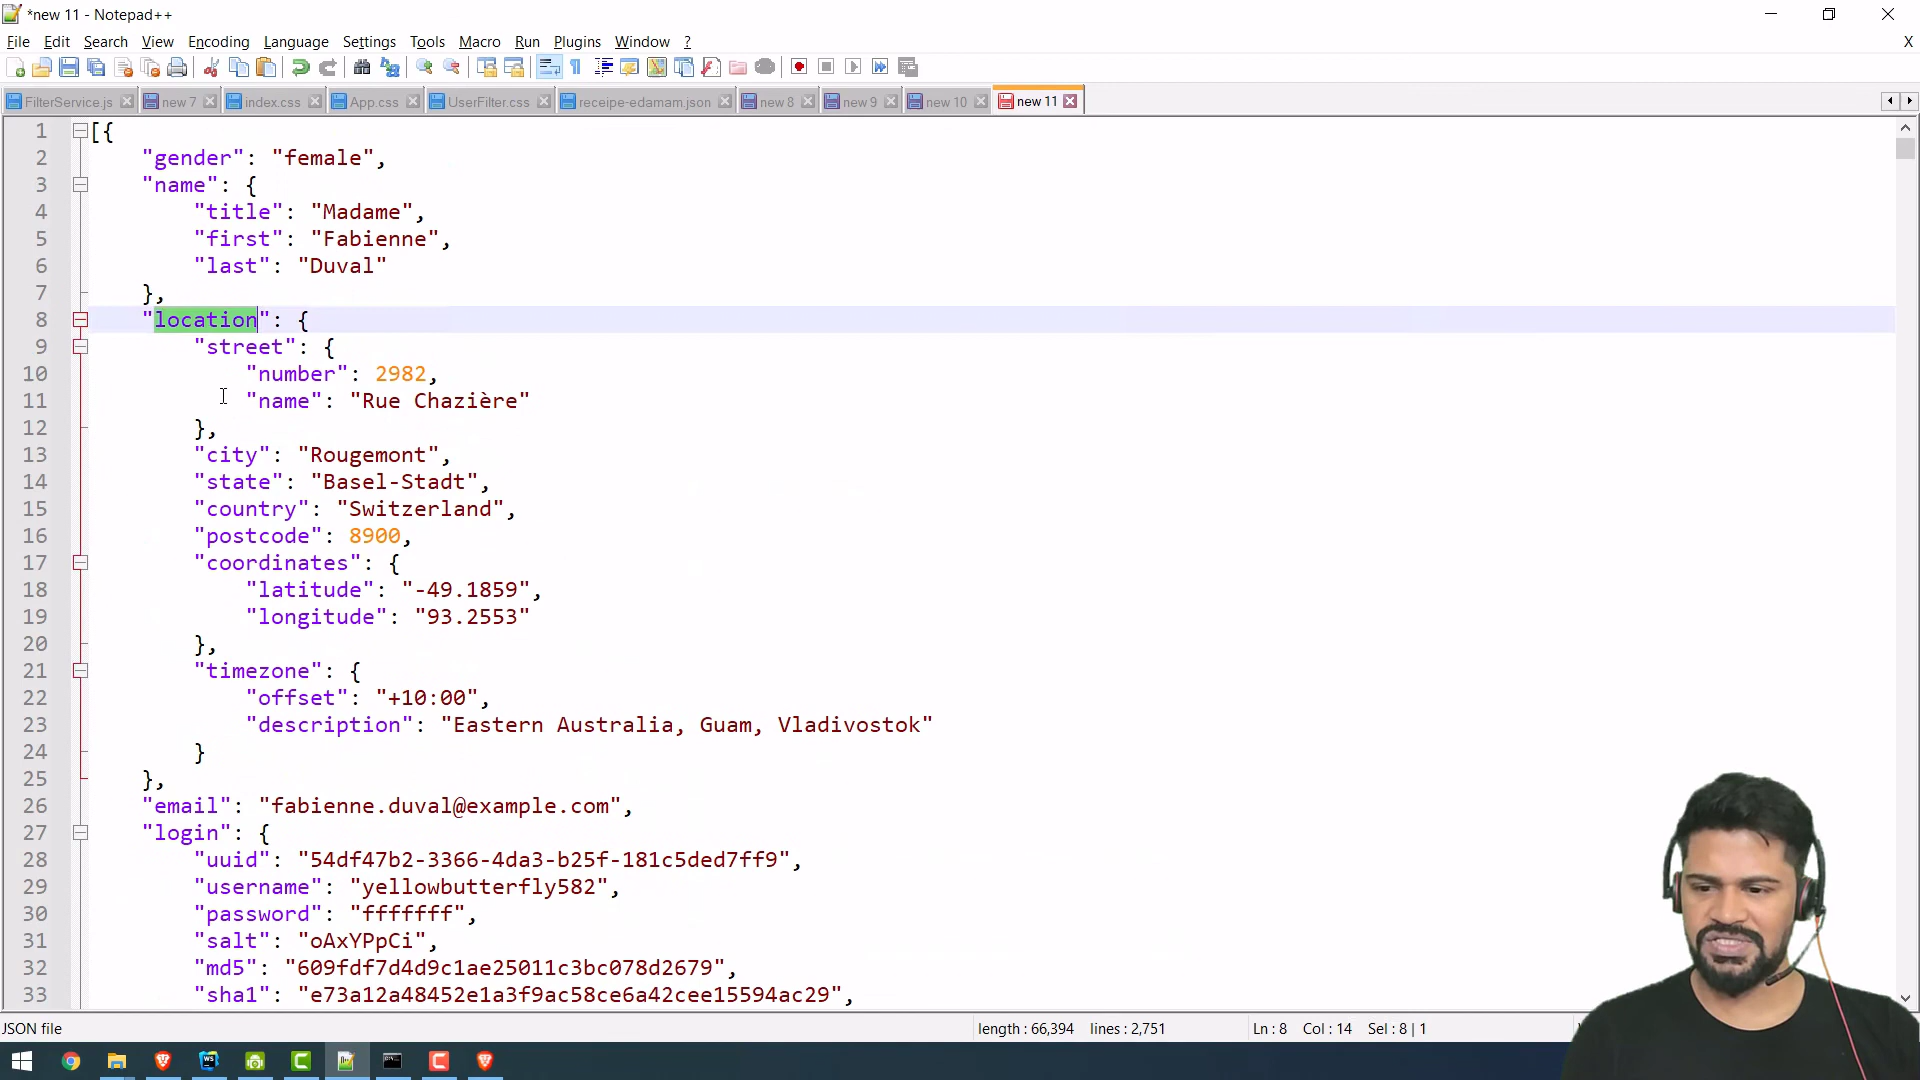 *new 11 - Notepad++
File Edit Search View Encoding Language Settings Tools Macro Run Plugins Window ? X
FilterService.js new 7 index.css App.css UserFilter.css receipe-edamam.json new 8 new 9 new 10 new 11
1 [{
2 "gender": "female",
3 "name": {
4 "title": "Madame",
5 "first": "Fabienne",
6 "last": "Duval"
7 },
8 "location": {
9 "street": {
10 "number": 2982,
11 "name": "Rue Chazière"
12 },
13 "city": "Rougemont",
14 "state": "Basel-Stadt",
15 "country": "Switzerland",
16 "postcode": 8900,
17 "coordinates": {
18 "latitude": "-49.1859",
19 "longitude": "93.2553"
20 },
21 "timezone": {
22 "offset": "+10:00",
23 "description": "Eastern Australia, Guam, Vladivostok"
24 }
25 },
26 "email": "fabienne.duval@example.com",
27 "login": {
28 "uuid": "54df47b2-3366-4da3-b25f-181c5ded7ff9",
29 "username": "yellowbutterfly582",
30 "password": "fffffff",
31 "salt": "oAxYPpCi",
32 "md5": "609fdf7d4d9c1ae25011c3bc078d2679",
33 "sha1": "e73a12a48452e1a3f9ac58ce6a42cee15594ac29",
JSON file length : 66,394 lines : 2,751 Ln : 8 Col : 14 Sel : 8 | 1